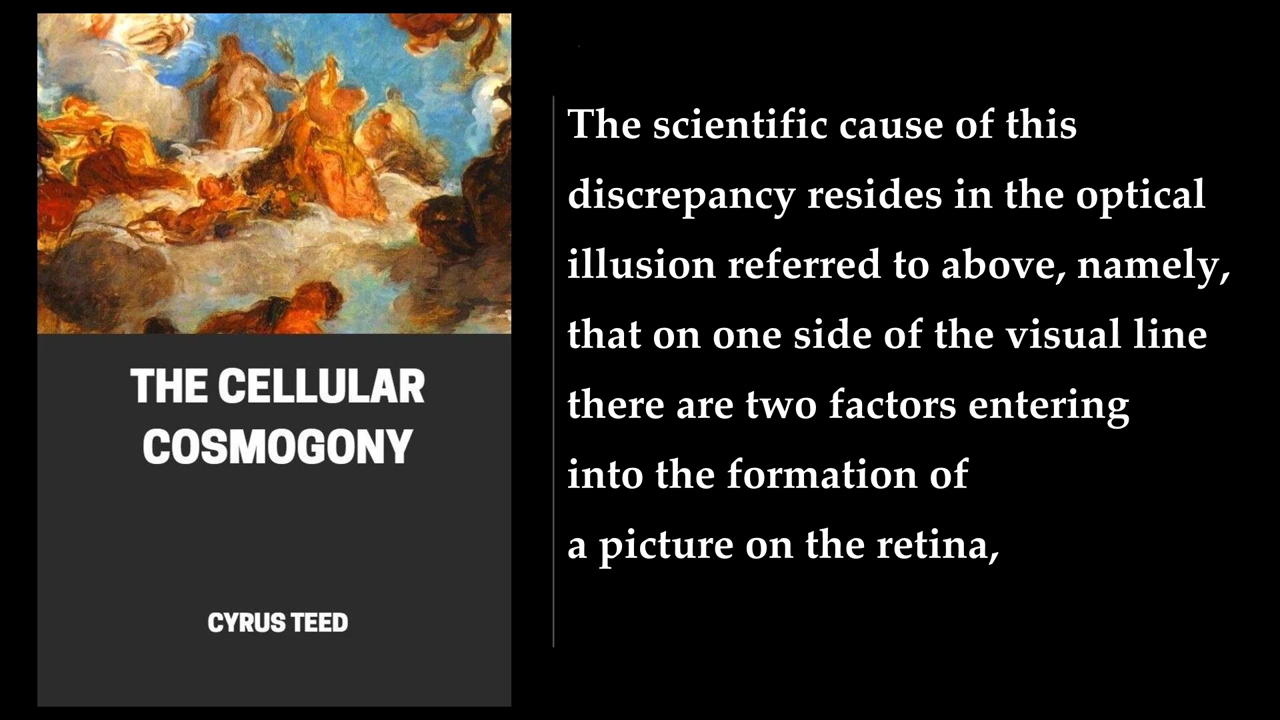 THE CELLULAR
COSMOGONY
CYRUS TEED
The scientific cause of this
discrepancy resides in the optical
illusion referred to above, namely,
that on one side of the visual line
there are two factors entering
into the formation of
a picture on the retina,